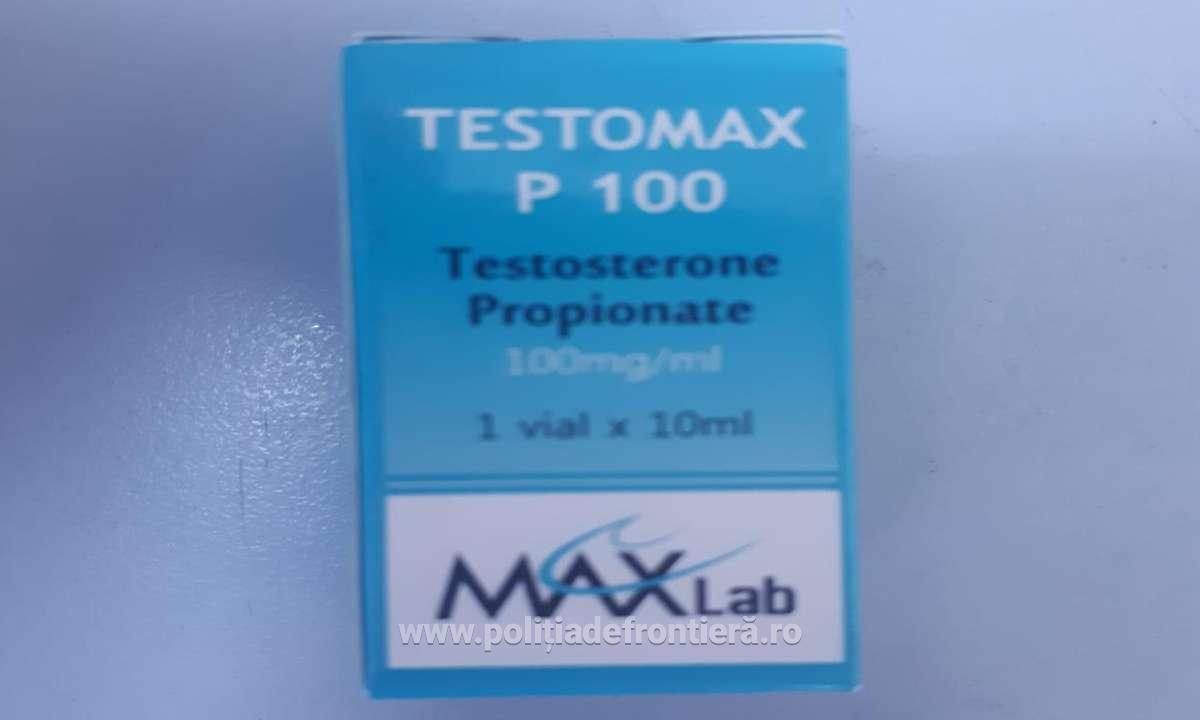 TESTOMAX
P 100
Testosterone
Propionate
100mg/ml
1 vial x 10ml
MAX Lab
www.politiadefrontieră.ro